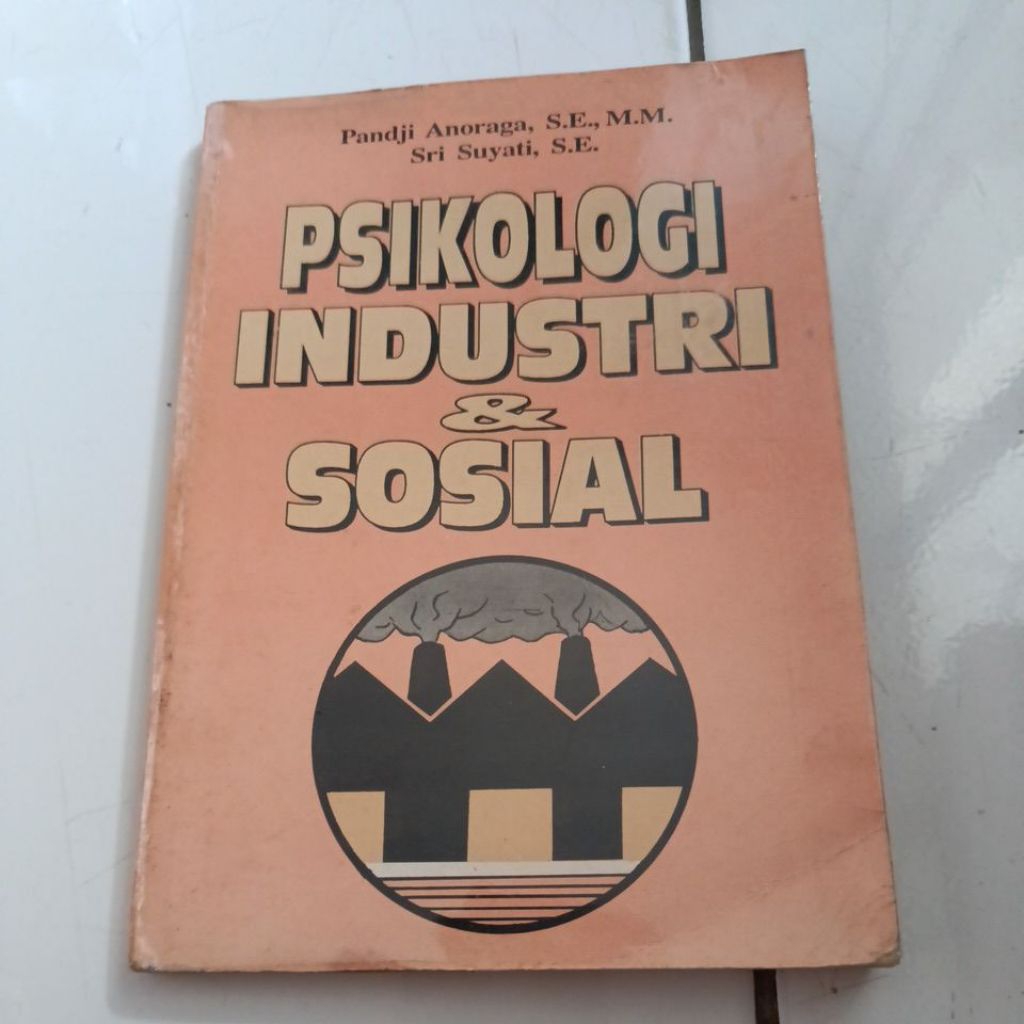 Pandji Anoraga, S.E., M.M.
Sri Suyati, S.E.
PSIKOLOGI
INDUSTRI
&
SOSIAL